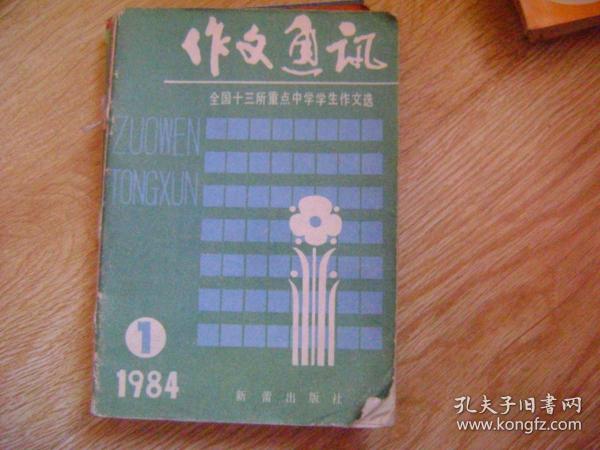 作文通讯
全国十三所重点中学学生作文选
ZUOWEN
TONGXUN
1
1984
新蕾出版社
孔夫子旧书网
www.kongfz.com